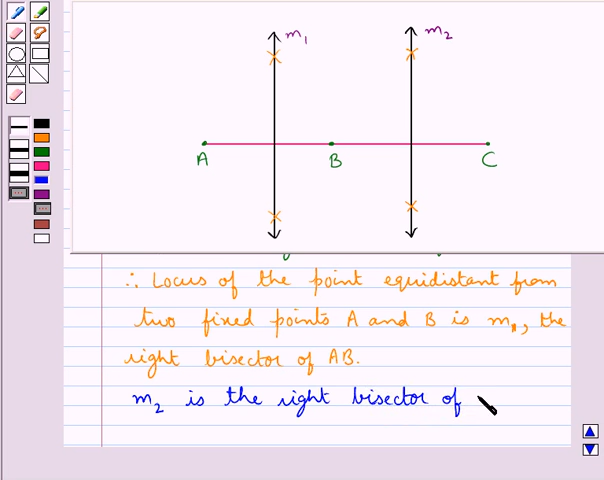 m₁ m₂
A B C
∴ Locus of the point equidistant from
two fixed points A and B is m₁, the
right bisector of AB.
m₂ is the right bisector of